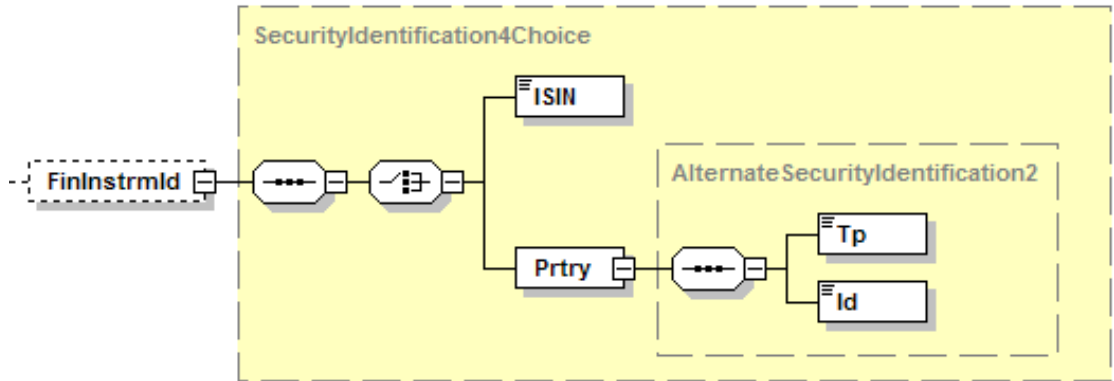 SecurityIdentification4Choice
ISIN
FinInstrmId
AlternateSecurityIdentification2
Tp
Prtry
Id